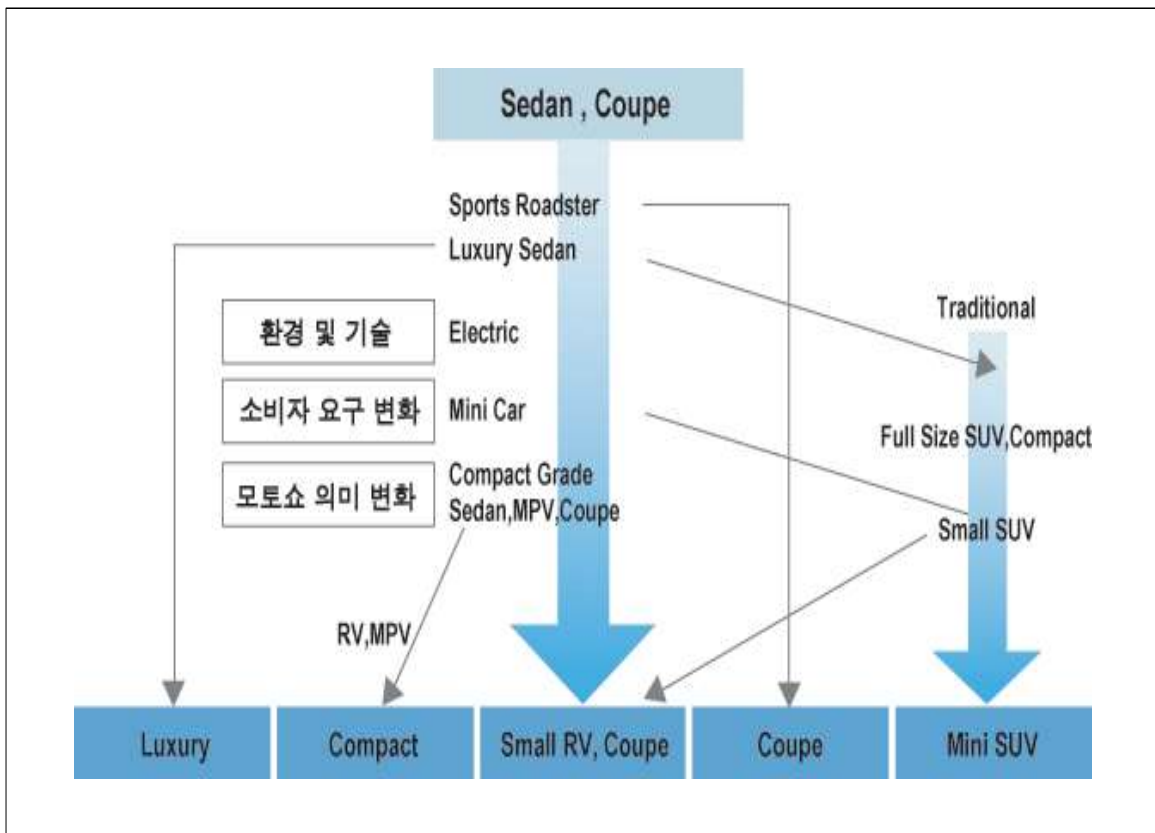 Sedan , Coupe
Sports Roadster
Luxury Sedan
Traditional
환경 및 기술
Electric
소비자 요구 변화
Mini Car
Full Size SUV,Compact
모토쇼 의미 변화
Compact Grade
Sedan,MPV,Coupe
Small SUV
RV,MPV
Luxury
Compact
Small RV, Coupe
Coupe
Mini SUV